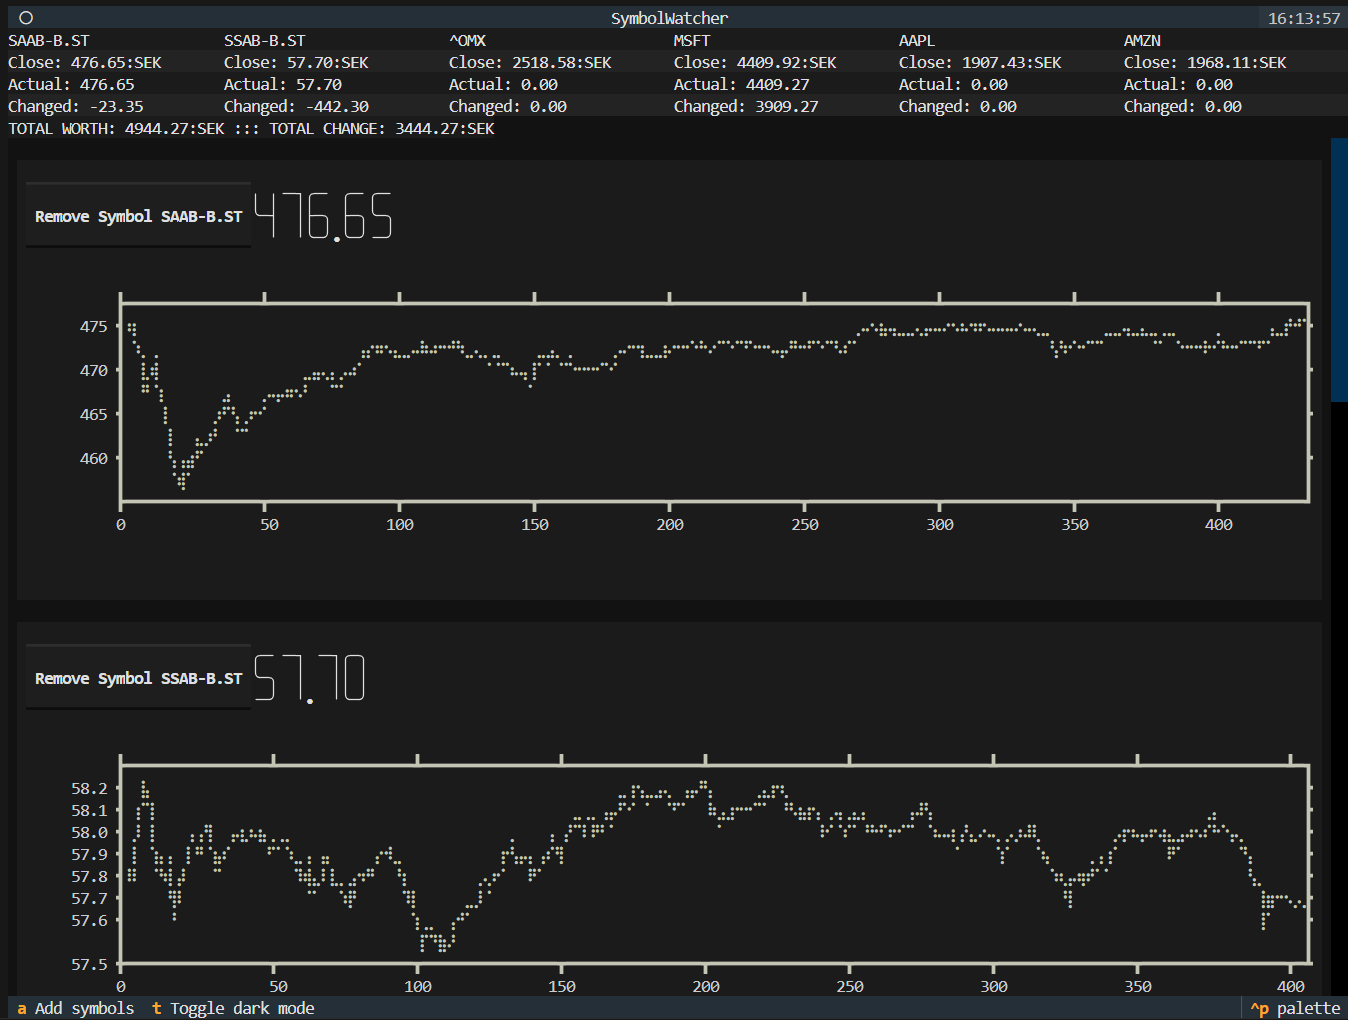 SymbolWatcher 16:13:57
SAAB-B.ST SSAB-B.ST ^OMX MSFT AAPL AMZN
Close: 476.65:SEK Close: 57.70:SEK Close: 2518.58:SEK Close: 4409.92:SEK Close: 1907.43:SEK Close: 1968.11:SEK
Actual: 476.65 Actual: 57.70 Actual: 0.00 Actual: 4409.27 Actual: 0.00 Actual: 0.00
Changed: -23.35 Changed: -442.30 Changed: 0.00 Changed: 3909.27 Changed: 0.00 Changed: 0.00
TOTAL WORTH: 4944.27:SEK ::: TOTAL CHANGE: 3444.27:SEK
Remove Symbol SAAB-B.ST 476.65
475
470
465
460
0 50 100 150 200 250 300 350 400
Remove Symbol SSAB-B.ST 57.70
58.2
58.1
58.0
57.9
57.8
57.7
57.6
57.5
0 50 100 150 200 250 300 350 400
a Add symbols t Toggle dark mode ^p palette